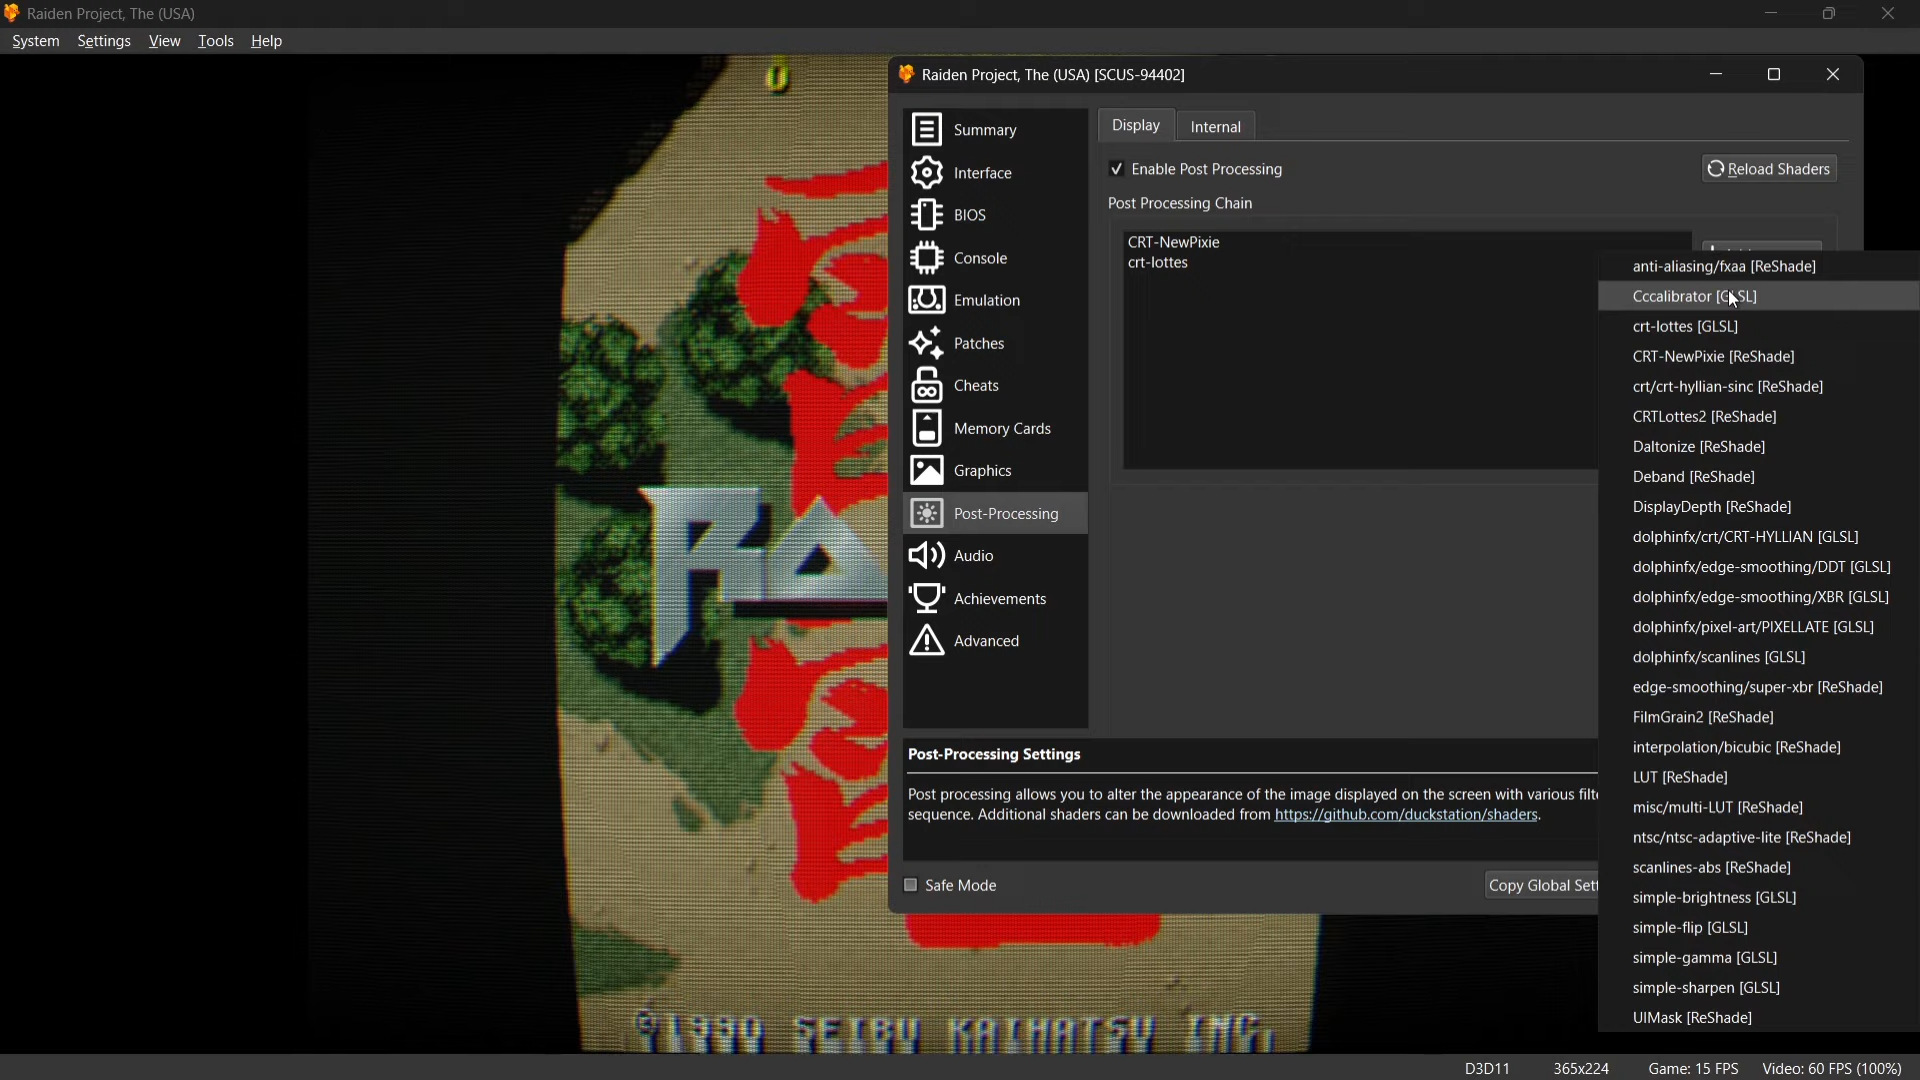 Raiden Project, The (USA)
System Settings View Tools Help
0
Raiden Project, The (USA) [SCUS-94402]
Summary
Interface
BIOS
Console
Emulation
Patches
Cheats
Memory Cards
Graphics
Post-Processing
Audio
Achievements
Advanced
Display Internal
Enable Post Processing
Reload Shaders
Post Processing Chain
CRT-NewPixie
crt-lottes
anti-aliasing/fxaa [ReShade]
Cccalibrator [GLSL]
crt-lottes [GLSL]
CRT-NewPixie [ReShade]
crt/crt-hyllian-sinc [ReShade]
CRTLottes2 [ReShade]
Daltonize [ReShade]
Deband [ReShade]
DisplayDepth [ReShade]
dolphinfx/crt/CRT-HYLLIAN [GLSL]
dolphinfx/edge-smoothing/DDT [GLSL]
dolphinfx/edge-smoothing/XBR [GLSL]
dolphinfx/pixel-art/PIXELLATE [GLSL]
dolphinfx/scanlines [GLSL]
edge-smoothing/super-xbr [ReShade]
FilmGrain2 [ReShade]
interpolation/bicubic [ReShade]
LUT [ReShade]
misc/multi-LUT [ReShade]
ntsc/ntsc-adaptive-lite [ReShade]
scanlines-abs [ReShade]
simple-brightness [GLSL]
simple-flip [GLSL]
simple-gamma [GLSL]
simple-sharpen [GLSL]
UIMask [ReShade]
Post-Processing Settings
Post processing allows you to alter the appearance of the image displayed on the screen with various filte
sequence. Additional shaders can be downloaded from https://github.com/duckstation/shaders.
Safe Mode
Copy Global Sett
RA
©1990 SEIBU KAIHATSU INC.
D3D11 365x224 Game: 15 FPS Video: 60 FPS (100%)